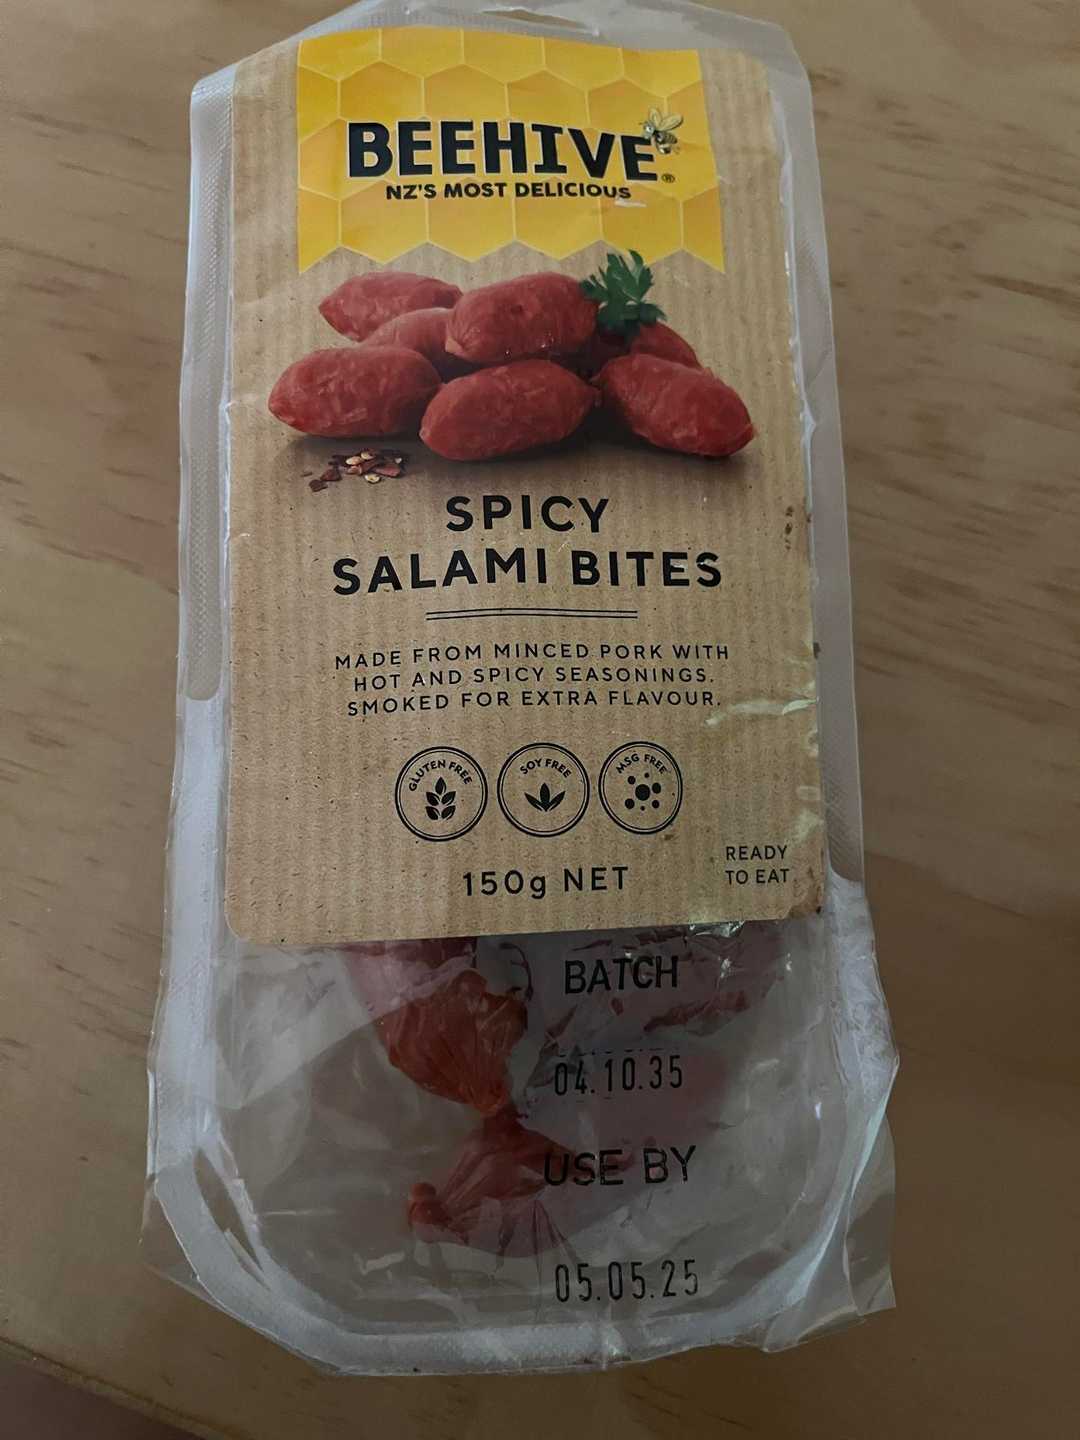 BEEHIVE®
NZ'S MOST DELICIOUS
SPICY
SALAMI BITES
MADE FROM MINCED PORK WITH
HOT AND SPICY SEASONINGS.
SMOKED FOR EXTRA FLAVOUR.
GLUTEN FREE
SOY FREE
MSG FREE
150g NET
READY
TO EAT
BATCH
04.10.35
USE BY
05.05.25